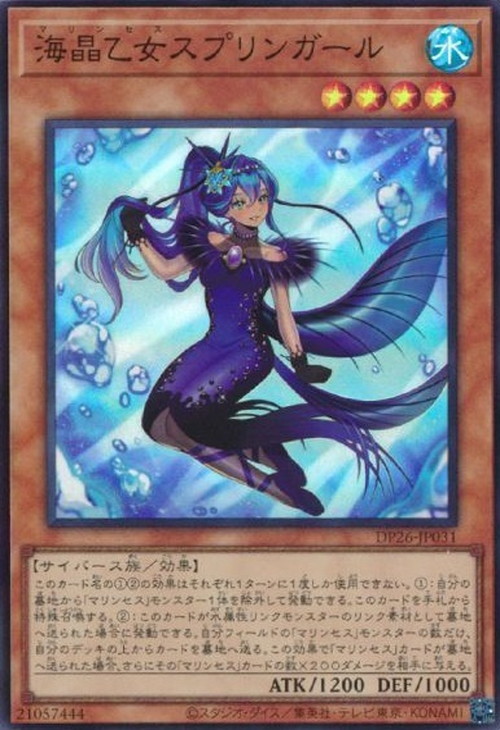 マリンセス
海晶乙女スプリンガール
水
DP26-JP031
【サイバース族/効果】
このカード名の①②の効果はそれぞれ1ターンに1度しか使用できない。①:自分の
墓地から「マリンセス」モンスター1体を除外して発動できる。このカードを手札から
特殊召喚する。②:このカードが水属性リンクモンスターのリンク素材として墓地
へ送られた場合に発動できる。自分フィールドの「マリンセス」モンスターの数だけ、
自分のデッキの上からカードを墓地へ送る。この効果で「マリンセス」カードが墓地
へ送られた場合、さらにその「マリンセス」カードの数×200ダメージを相手に与える。
ATK/1200 DEF/1000
21057444
©スタジオ・ダイス/集英社・テレビ東京・KONAMI